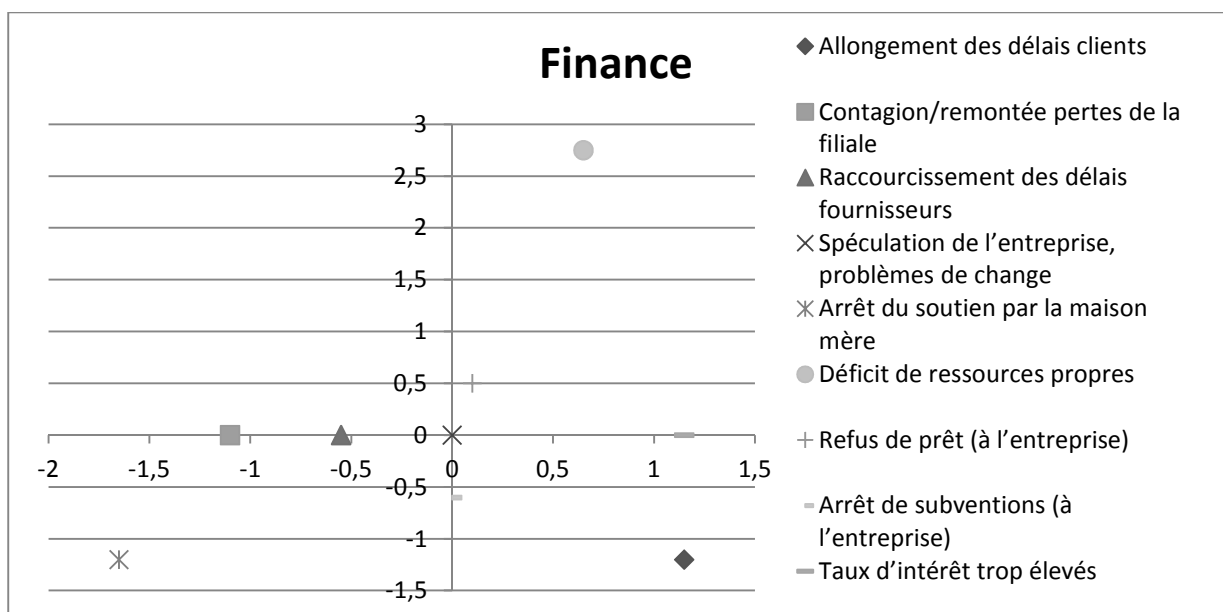 Finance
3
2,5
2
1,5
1
0,5
0
-0,5
-1
-1,5
-2 -1,5 -1 -0,5 0 0,5 1 1,5
Allongement des délais clients
Contagion/remontée pertes de la
filiale
Raccourcissement des délais
fournisseurs
Spéculation de l’entreprise,
problèmes de change
Arrêt du soutien par la maison
mère
Déficit de ressources propres
Refus de prêt (à l’entreprise)
Arrêt de subventions (à
l’entreprise)
Taux d’intérêt trop élevés